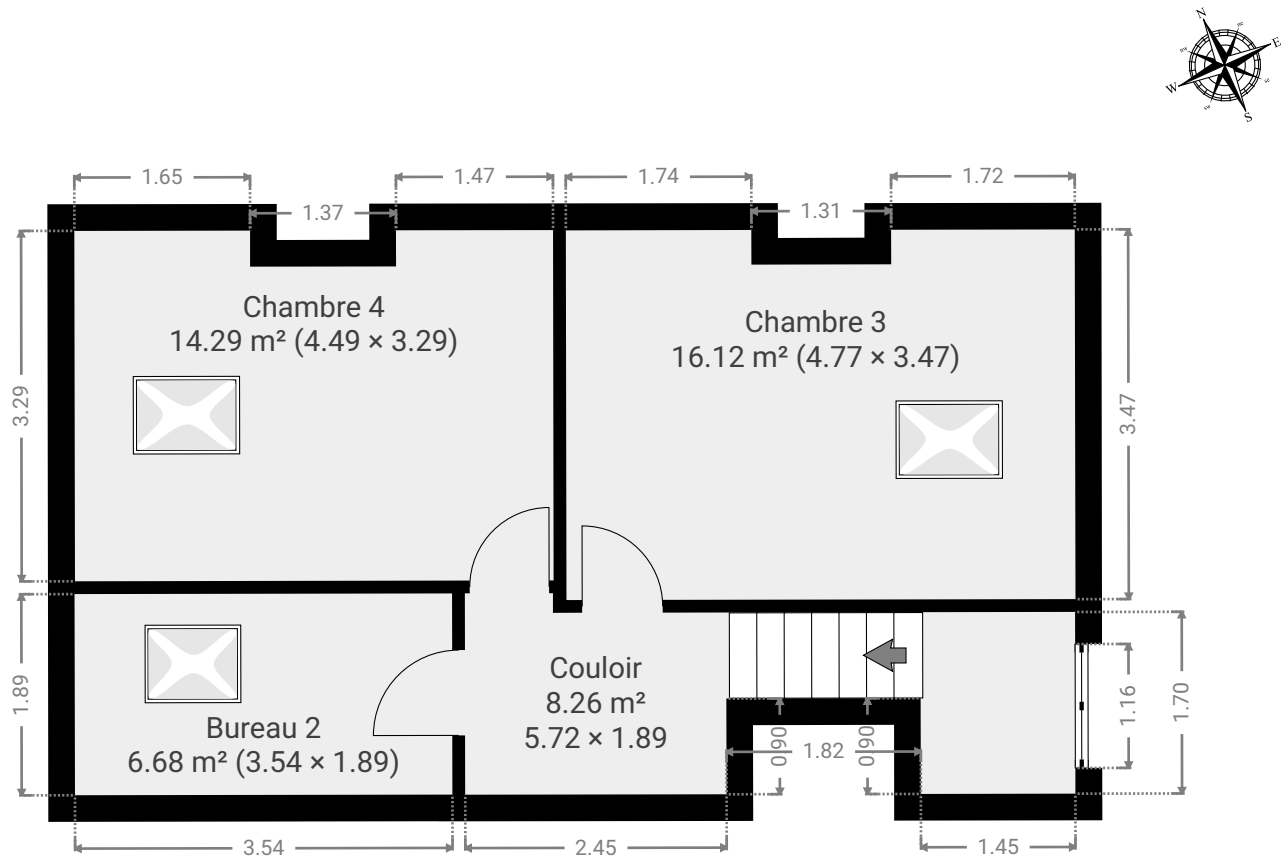 N
E
W
S
1.65
1.47
1.74
1.72
1.37
1.31
Chambre 4
14.29 m² (4.49 × 3.29)
Chambre 3
16.12 m² (4.77 × 3.47)
3.29
3.47
Couloir
8.26 m²
5.72 × 1.89
1.89
Bureau 2
6.68 m² (3.54 × 1.89)
1.16
1.70
0.90
1.82
0.90
3.54
2.45
1.45